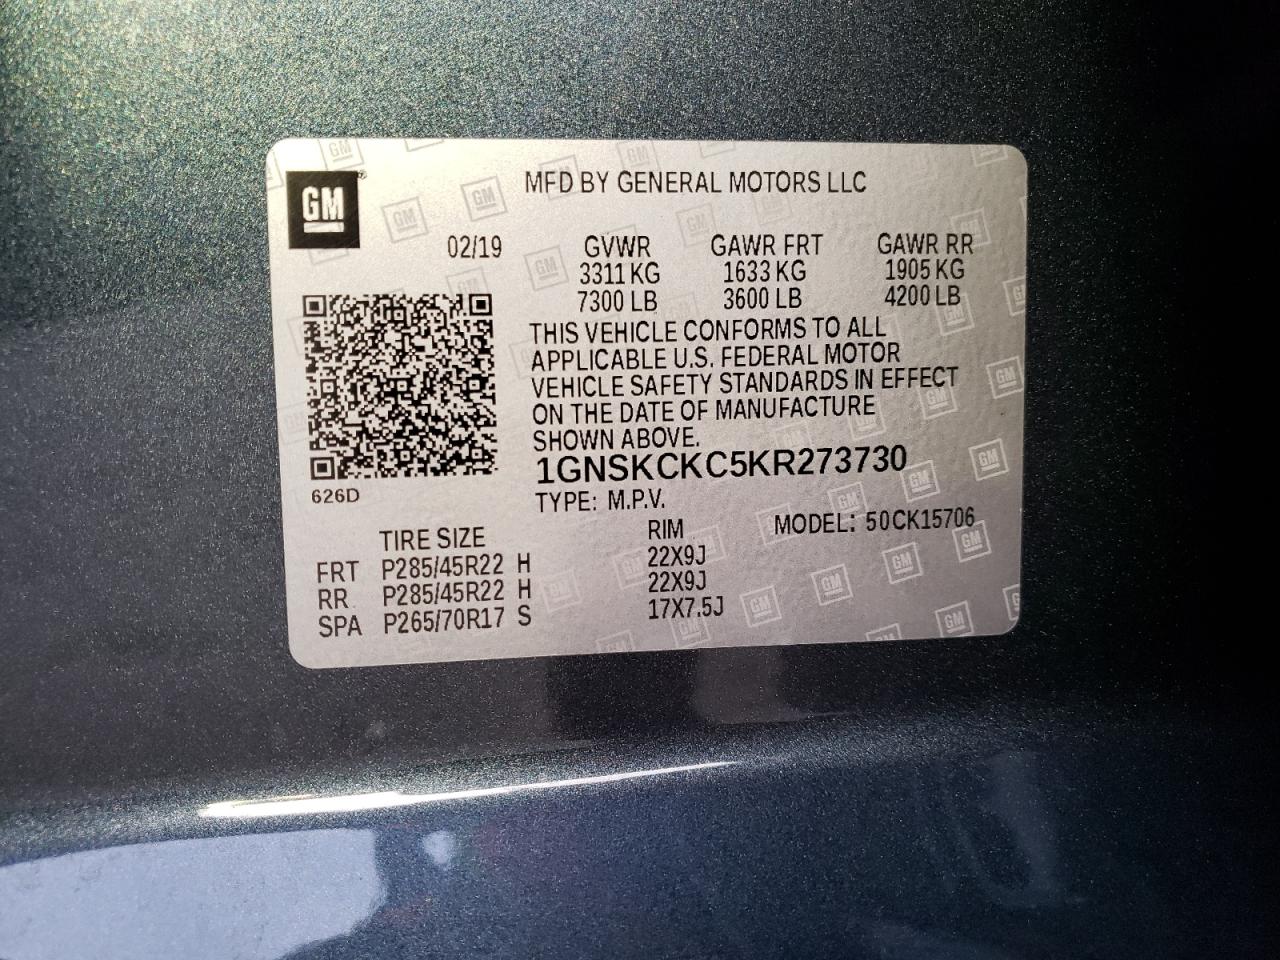 GM
MFD BY GENERAL MOTORS LLC
02/19 GVWR GAWR FRT GAWR RR
3311 KG 1633 KG 1905 KG
7300 LB 3600 LB 4200 LB
THIS VEHICLE CONFORMS TO ALL
APPLICABLE U.S. FEDERAL MOTOR
VEHICLE SAFETY STANDARDS IN EFFECT
ON THE DATE OF MANUFACTURE
SHOWN ABOVE.
1GNSKCKC5KR273730
626D
TYPE: M.P.V.
MODEL: 50CK15706
TIRE SIZE RIM
FRT P285/45R22 H 22X9J
RR P285/45R22 H 22X9J
SPA P265/70R17 S 17X7.5J